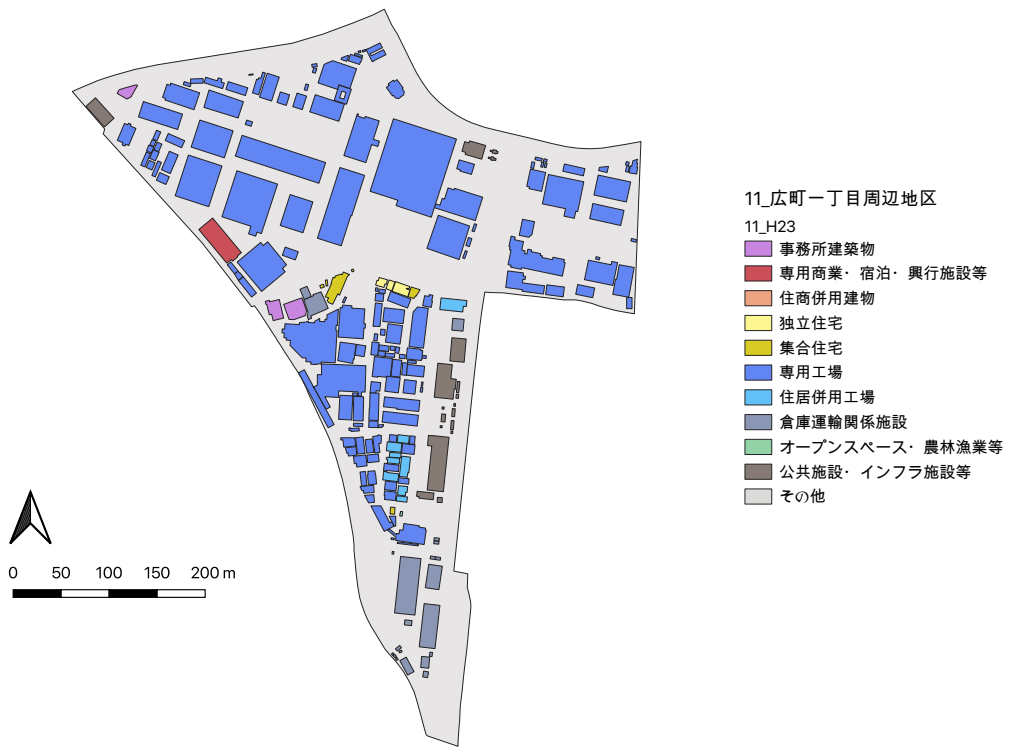 11_広町一丁目周辺地区
11_H23
事務所建築物
専用商業・宿泊・興行施設等
住商併用建物
独立住宅
集合住宅
専用工場
住居併用工場
倉庫運輸関係施設
オープンスペース・農林漁業等
公共施設・インフラ施設等
その他
0 50 100 150 200 m